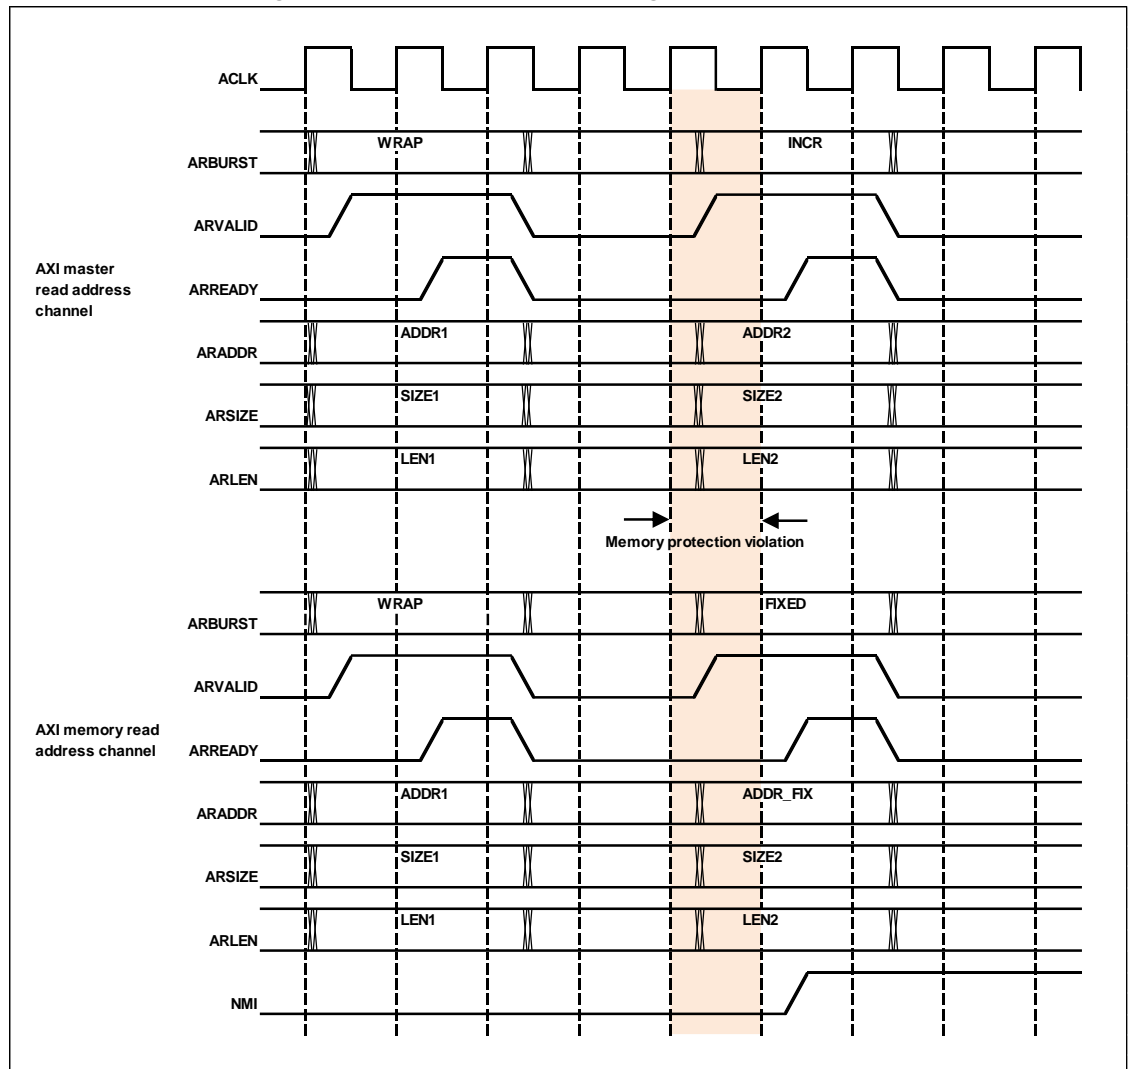 ACLK
WRAP INCR
ARBURST
ARVALID
AXI master
read address
channel
ARREADY
ADDR1 ADDR2
ARADDR
SIZE1 SIZE2
ARSIZE
LEN1 LEN2
ARLEN
Memory protection violation
WRAP FIXED
ARBURST
ARVALID
AXI memory read
address channel
ARREADY
ADDR1 ADDR_FIX
ARADDR
SIZE1 SIZE2
ARSIZE
LEN1 LEN2
ARLEN
NMI